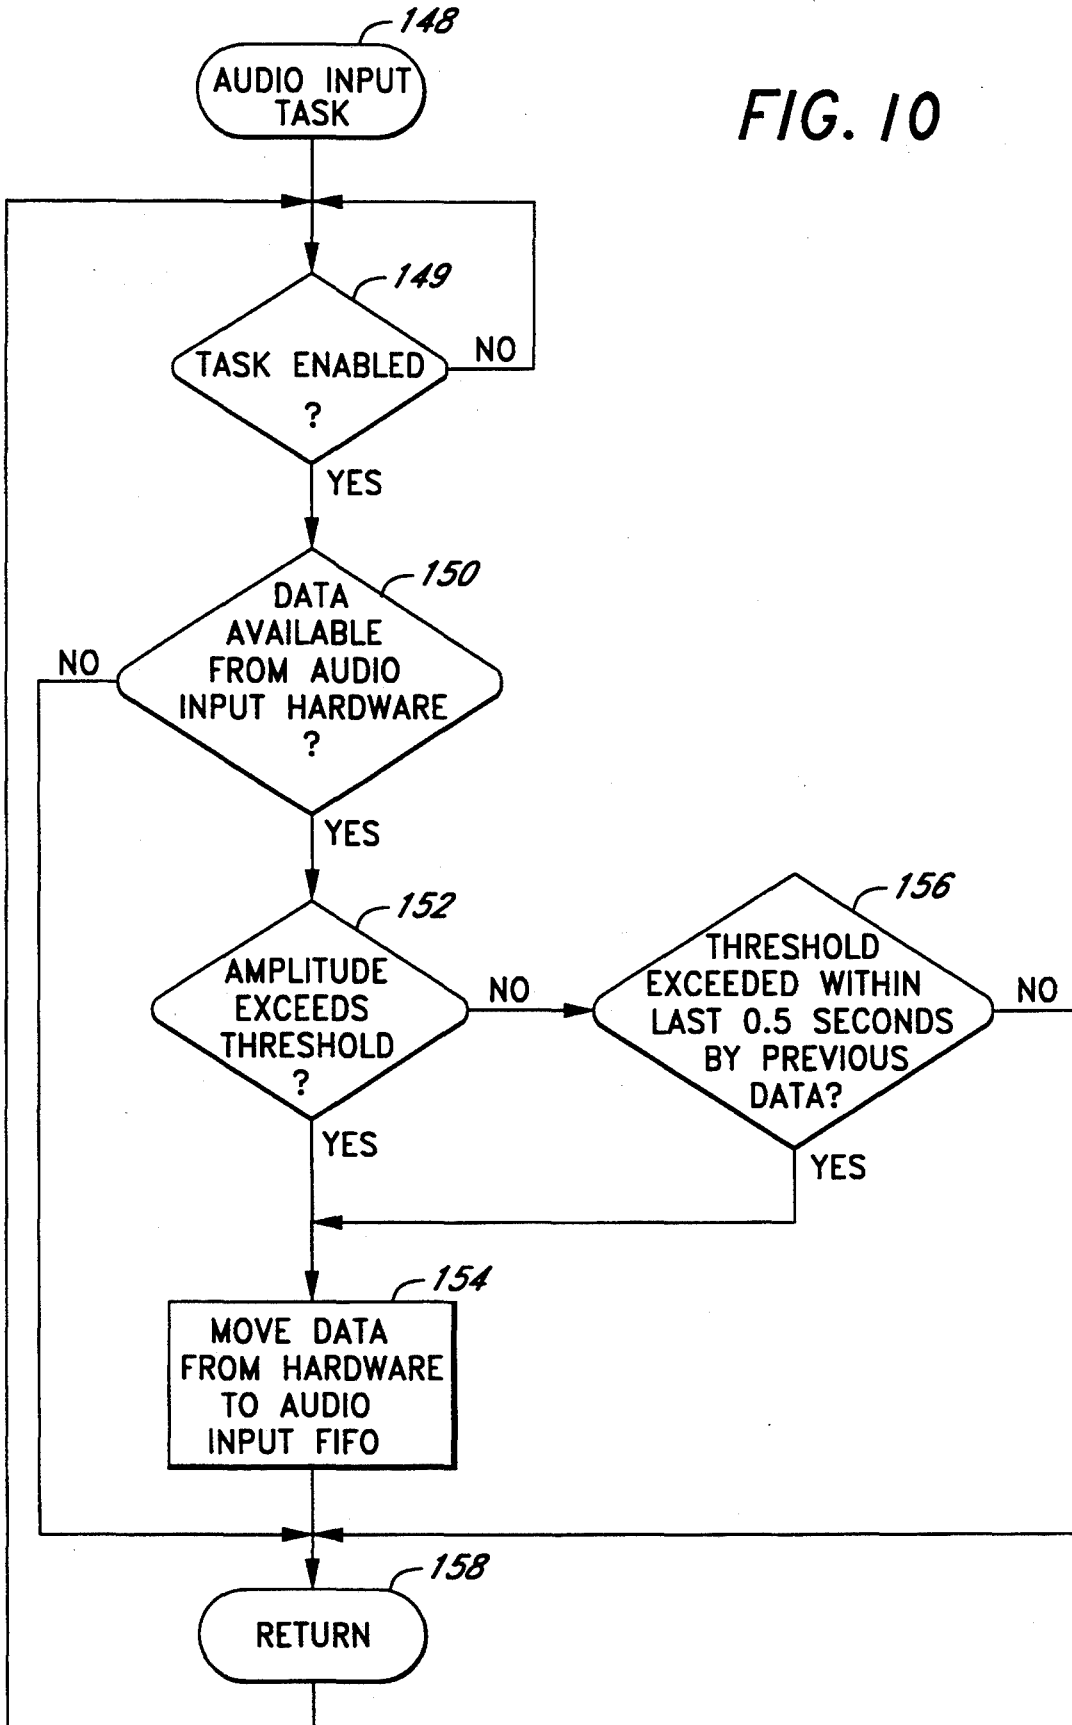 148
AUDIO INPUT
TASK
FIG. 10
149
TASK ENABLED
?
NO
YES
150
DATA
AVAILABLE
FROM AUDIO
INPUT HARDWARE
?
NO
YES
152
AMPLITUDE
EXCEEDS
THRESHOLD
?
NO
YES
156
THRESHOLD
EXCEEDED WITHIN
LAST 0.5 SECONDS
BY PREVIOUS
DATA?
NO
YES
154
MOVE DATA
FROM HARDWARE
TO AUDIO
INPUT FIFO
158
RETURN